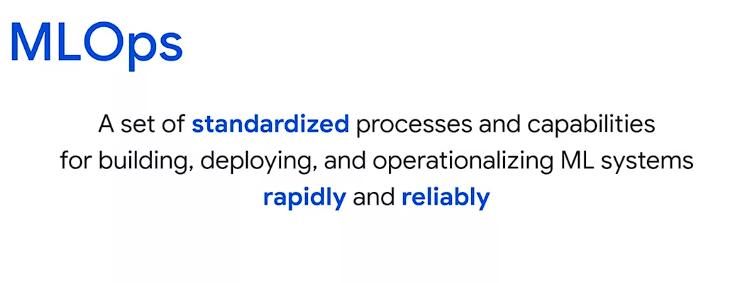 MLOps
A set of standardized processes and capabilities
for building, deploying, and operationalizing ML systems
rapidly and reliably